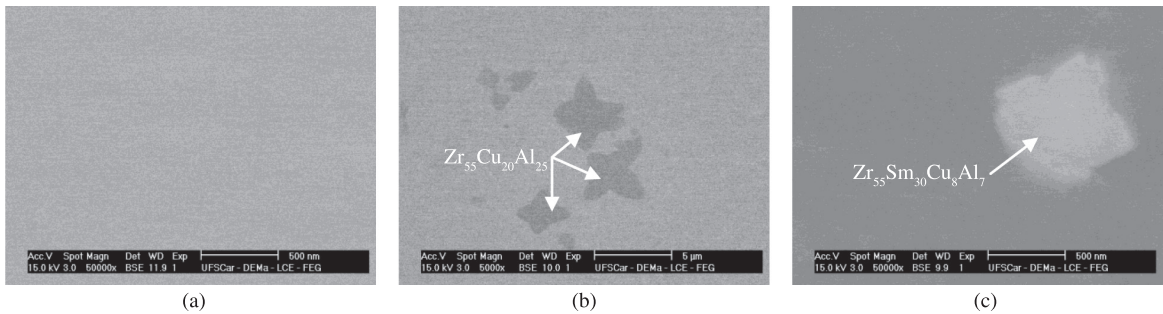 Zr55Cu20Al25
Zr55Sm30Cu8Al7
Acc.V Spot Magn Det WD Exp 500 nm
15.0 kV 3.0 50000x BSE 11.9 1 UFSCar - DEMa - LCE - FEG
Acc.V Spot Magn Det WD Exp 5 µm
15.0 kV 3.0 5000x BSE 10.0 1 UFSCar - DEMa - LCE - FEG
Acc.V Spot Magn Det WD Exp 500 nm
15.0 kV 3.0 50000x BSE 9.9 1 UFSCar - DEMa - LCE - FEG
(a)
(b)
(c)